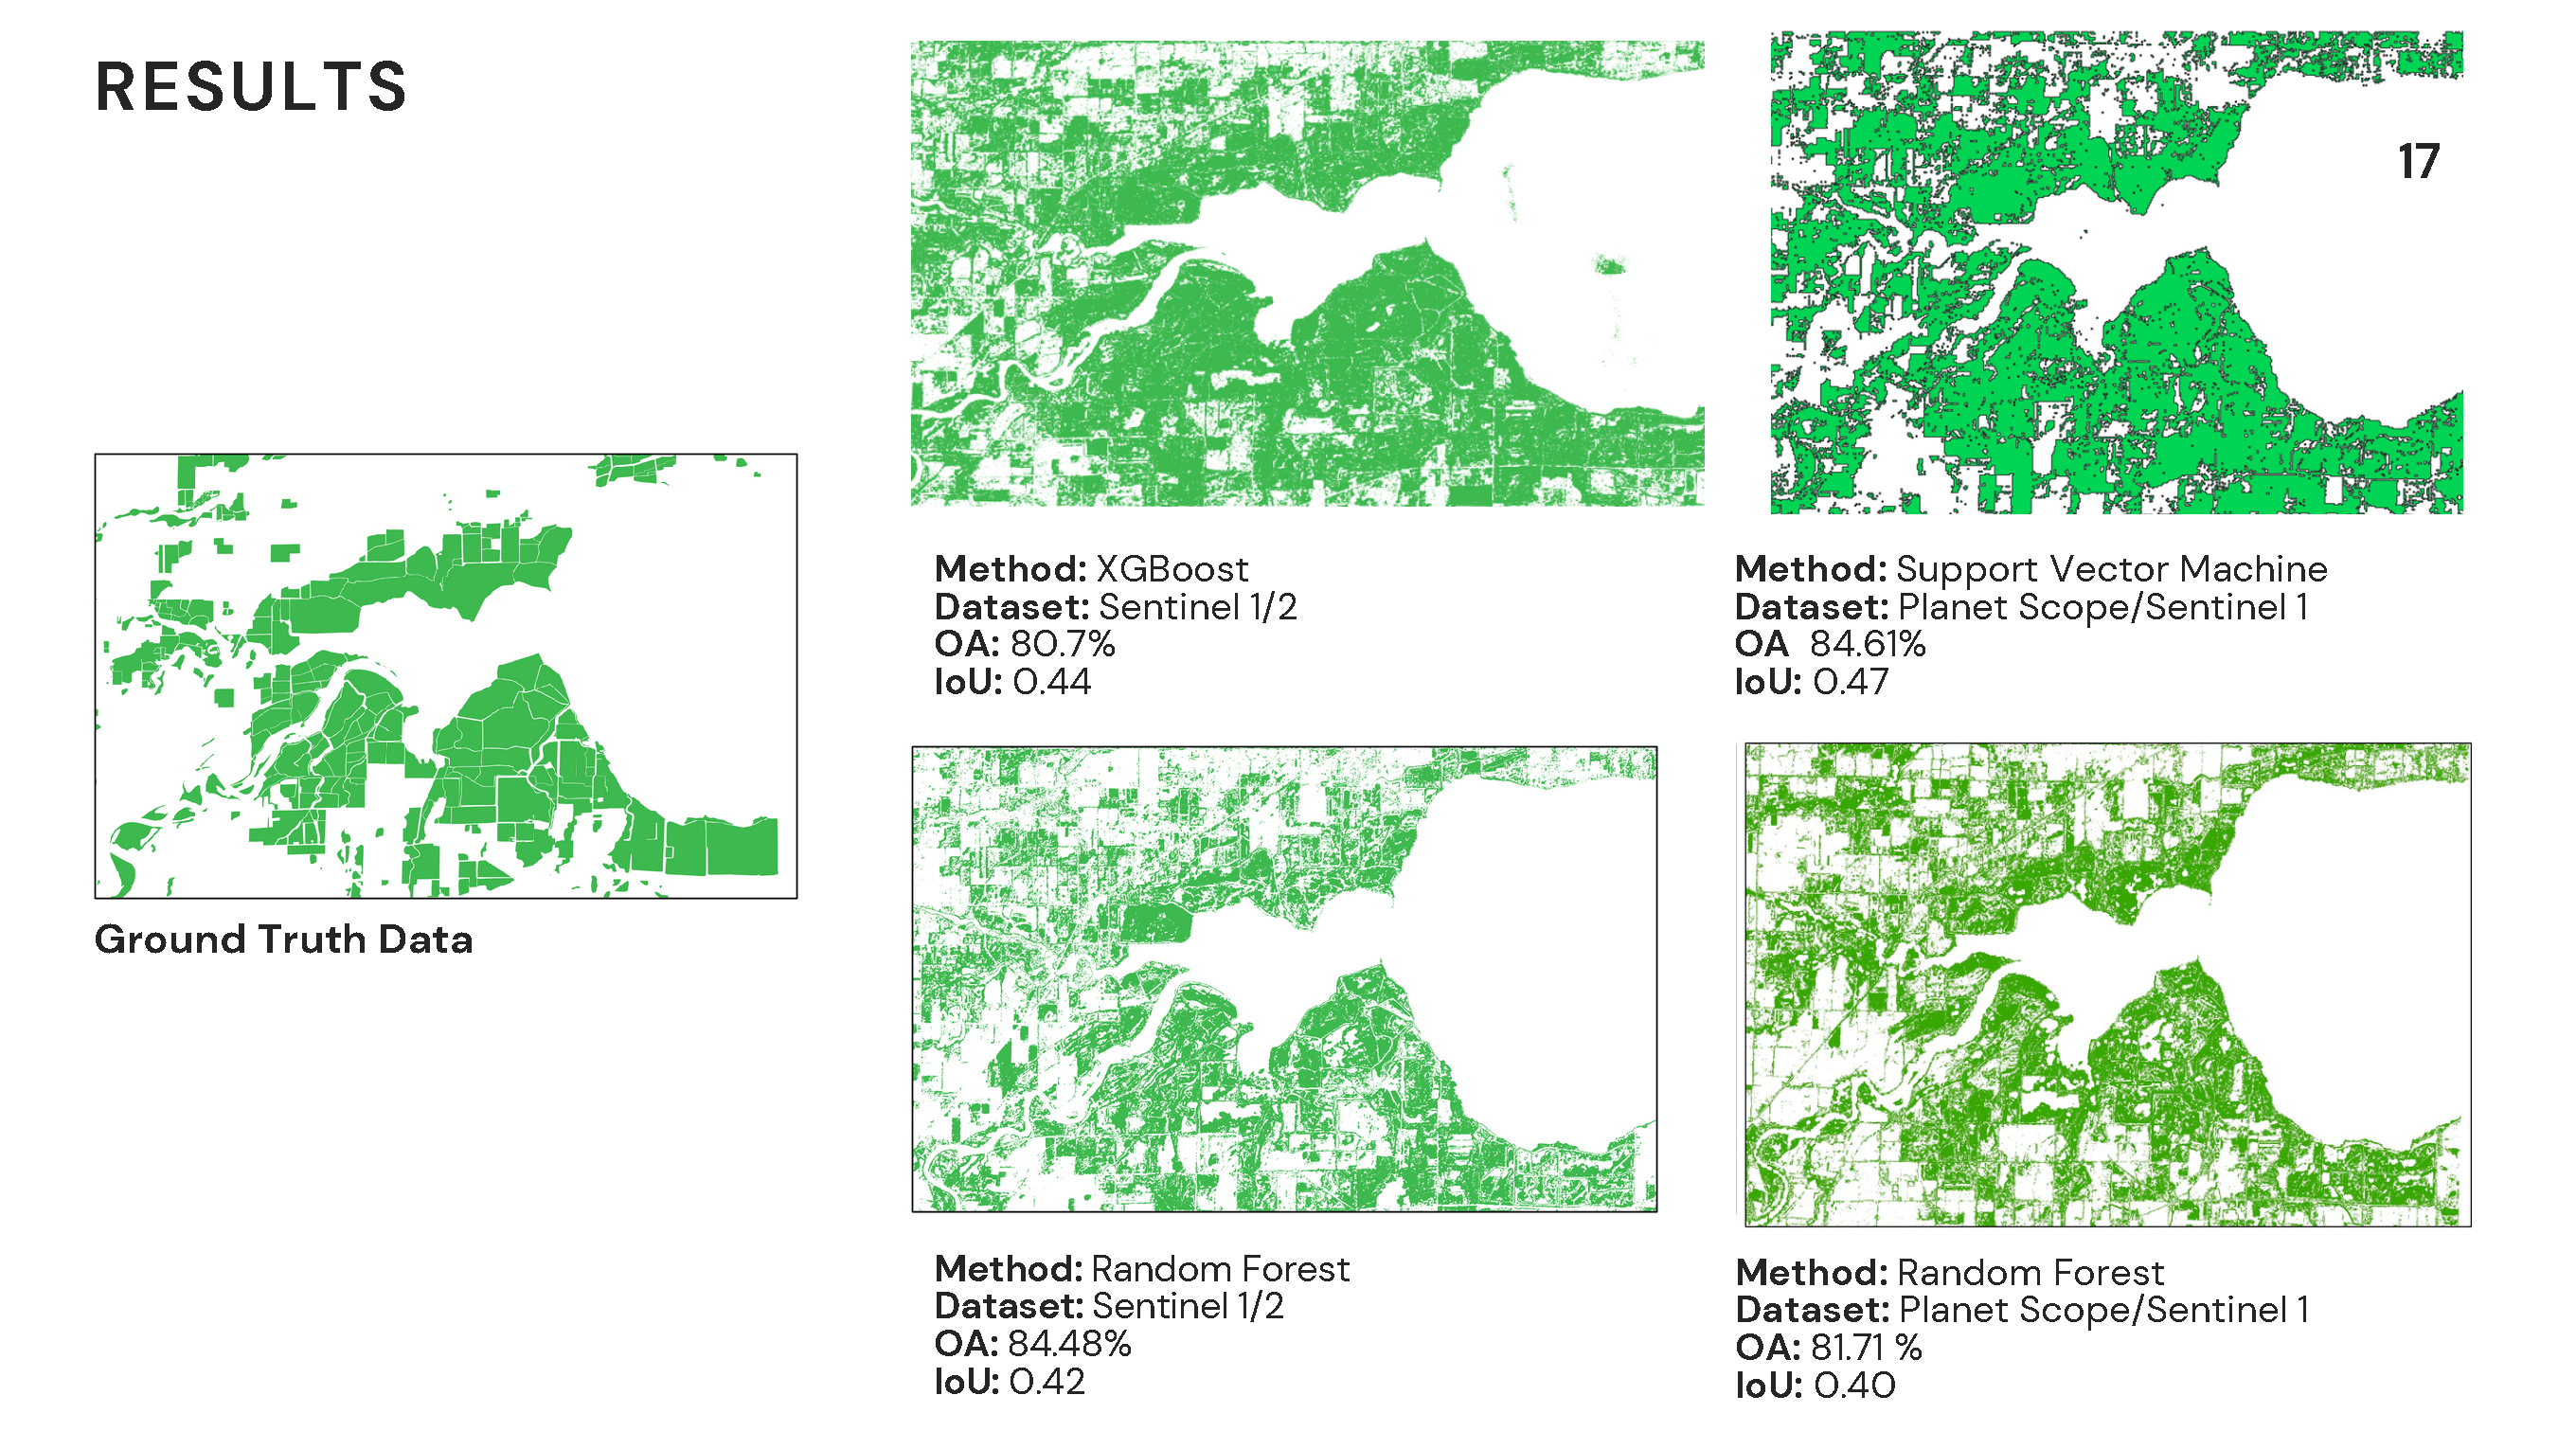 RESULTS
17
Ground Truth Data
Method: XGBoost
Dataset: Sentinel 1/2
OA: 80.7%
IoU: 0.44
Method: Support Vector Machine
Dataset: Planet Scope/Sentinel 1
OA 84.61%
IoU: 0.47
Method: Random Forest
Dataset: Sentinel 1/2
OA: 84.48%
IoU: 0.42
Method: Random Forest
Dataset: Planet Scope/Sentinel 1
OA: 81.71 %
IoU: 0.40